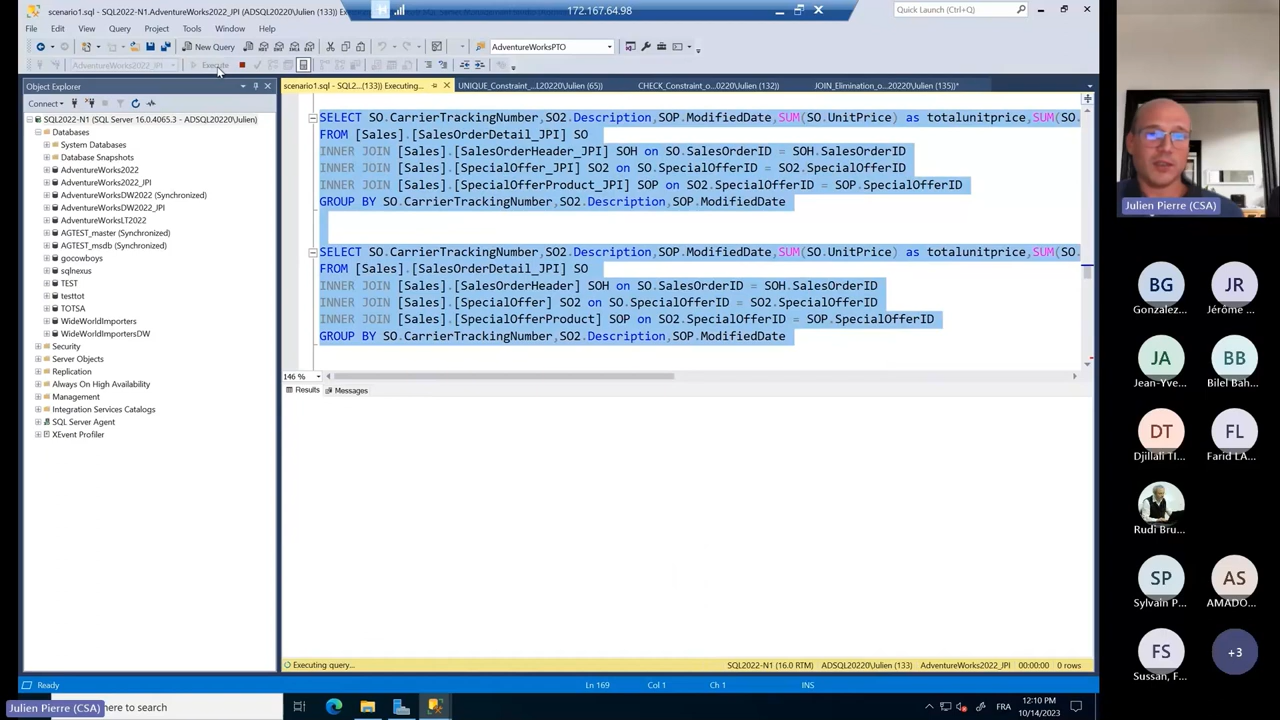 scenario1.sql - SQL2022-N1.AdventureWorks2022_JPI (ADSQL20220\Julien (133)) Executing
172.167.64.98
Quick Launch (Ctrl+Q)
File Edit View Query Project Tools Window Help
New Query
AdventureWorksPTO
AdventureWorks2022_JPI
Execute
Object Explorer
scenario1.sql - SQL2...(133)) Executing...
UNIQUE_Constraint_...L20220\Julien (65))
CHECK_Constraint_o...0220\Julien (132))
JOIN_Elimination_o...20220\Julien (135))*
Connect
SQL2022-N1 (SQL Server 16.0.4065.3 - ADSQL20220\Julien)
Databases
System Databases
Database Snapshots
AdventureWorks2022
AdventureWorks2022_JPI
AdventureWorksDW2022 (Synchronized)
AdventureWorksDW2022_JPI
AdventureWorksLT2022
AGTEST_master (Synchronized)
AGTEST_msdb (Synchronized)
gocowboys
sqlnexus
TEST
testtot
TOTSA
WideWorldImporters
WideWorldImportersDW
Security
Server Objects
Replication
Always On High Availability
Management
Integration Services Catalogs
SQL Server Agent
XEvent Profiler
SELECT SO.CarrierTrackingNumber,SO2.Description,SOP.ModifiedDate,SUM(SO.UnitPrice) as totalunitprice,SUM(SO.
FROM [Sales].[SalesOrderDetail_JPI] SO
INNER JOIN [Sales].[SalesOrderHeader_JPI] SOH on SO.SalesOrderID = SOH.SalesOrderID
INNER JOIN [Sales].[SpecialOffer_JPI] SO2 on SO.SpecialOfferID = SO2.SpecialOfferID
INNER JOIN [Sales].[SpecialOfferProduct_JPI] SOP on SO2.SpecialOfferID = SOP.SpecialOfferID
GROUP BY SO.CarrierTrackingNumber,SO2.Description,SOP.ModifiedDate
SELECT SO.CarrierTrackingNumber,SO2.Description,SOP.ModifiedDate,SUM(SO.UnitPrice) as totalunitprice,SUM(SO.
FROM [Sales].[SalesOrderDetail_JPI] SO
INNER JOIN [Sales].[SalesOrderHeader] SOH on SO.SalesOrderID = SOH.SalesOrderID
INNER JOIN [Sales].[SpecialOffer] SO2 on SO.SpecialOfferID = SO2.SpecialOfferID
INNER JOIN [Sales].[SpecialOfferProduct] SOP on SO2.SpecialOfferID = SOP.SpecialOfferID
GROUP BY SO.CarrierTrackingNumber,SO2.Description,SOP.ModifiedDate
146 %
Results Messages
Executing query...
SQL2022-N1 (16.0 RTM) ADSQL20220\Julien (133) AdventureWorks2022_JPI 00:00:00 0 rows
Ready
Ln 169 Col 1 Ch 1 INS
Julien Pierre (CSA)
here to search
FRA
12:10 PM
10/14/2023
Julien Pierre (CSA)
BG JR
Gonzalez... Jérôme ...
JA BB
Jean-Yve... Bilel Bah...
DT FL
Djillali TI... Farid LA...
Rudi Bru...
SP AS
Sylvain P... AMADO...
FS +3
Sussan, F...